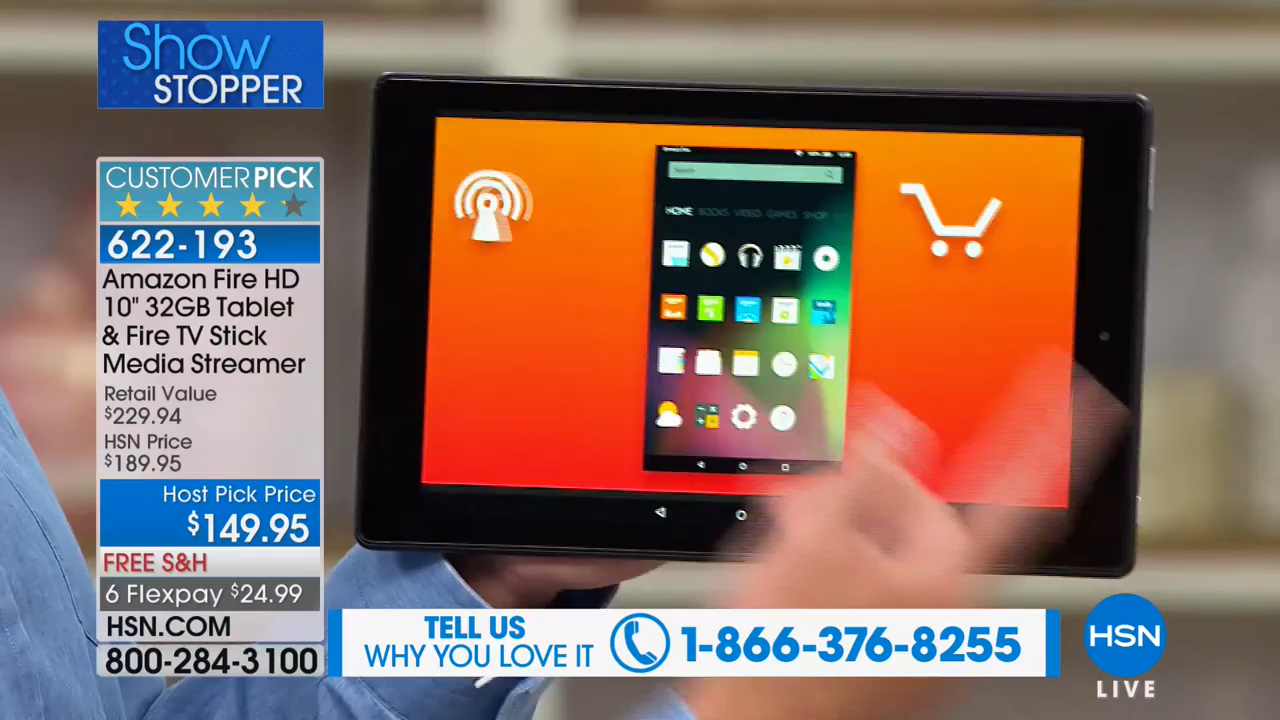 Show
STOPPER
CUSTOMER PICK
622-193
Amazon Fire HD
10" 32GB Tablet
& Fire TV Stick
Media Streamer
Retail Value
$229.94
HSN Price
$189.95
Host Pick Price
$149.95
FREE S&H
6 Flexpay $24.99
HSN.COM
800-284-3100
Search
HOME BOOKS VIDEO GAMES SHOP
TELL US
WHY YOU LOVE IT
1-866-376-8255
HSN
LIVE